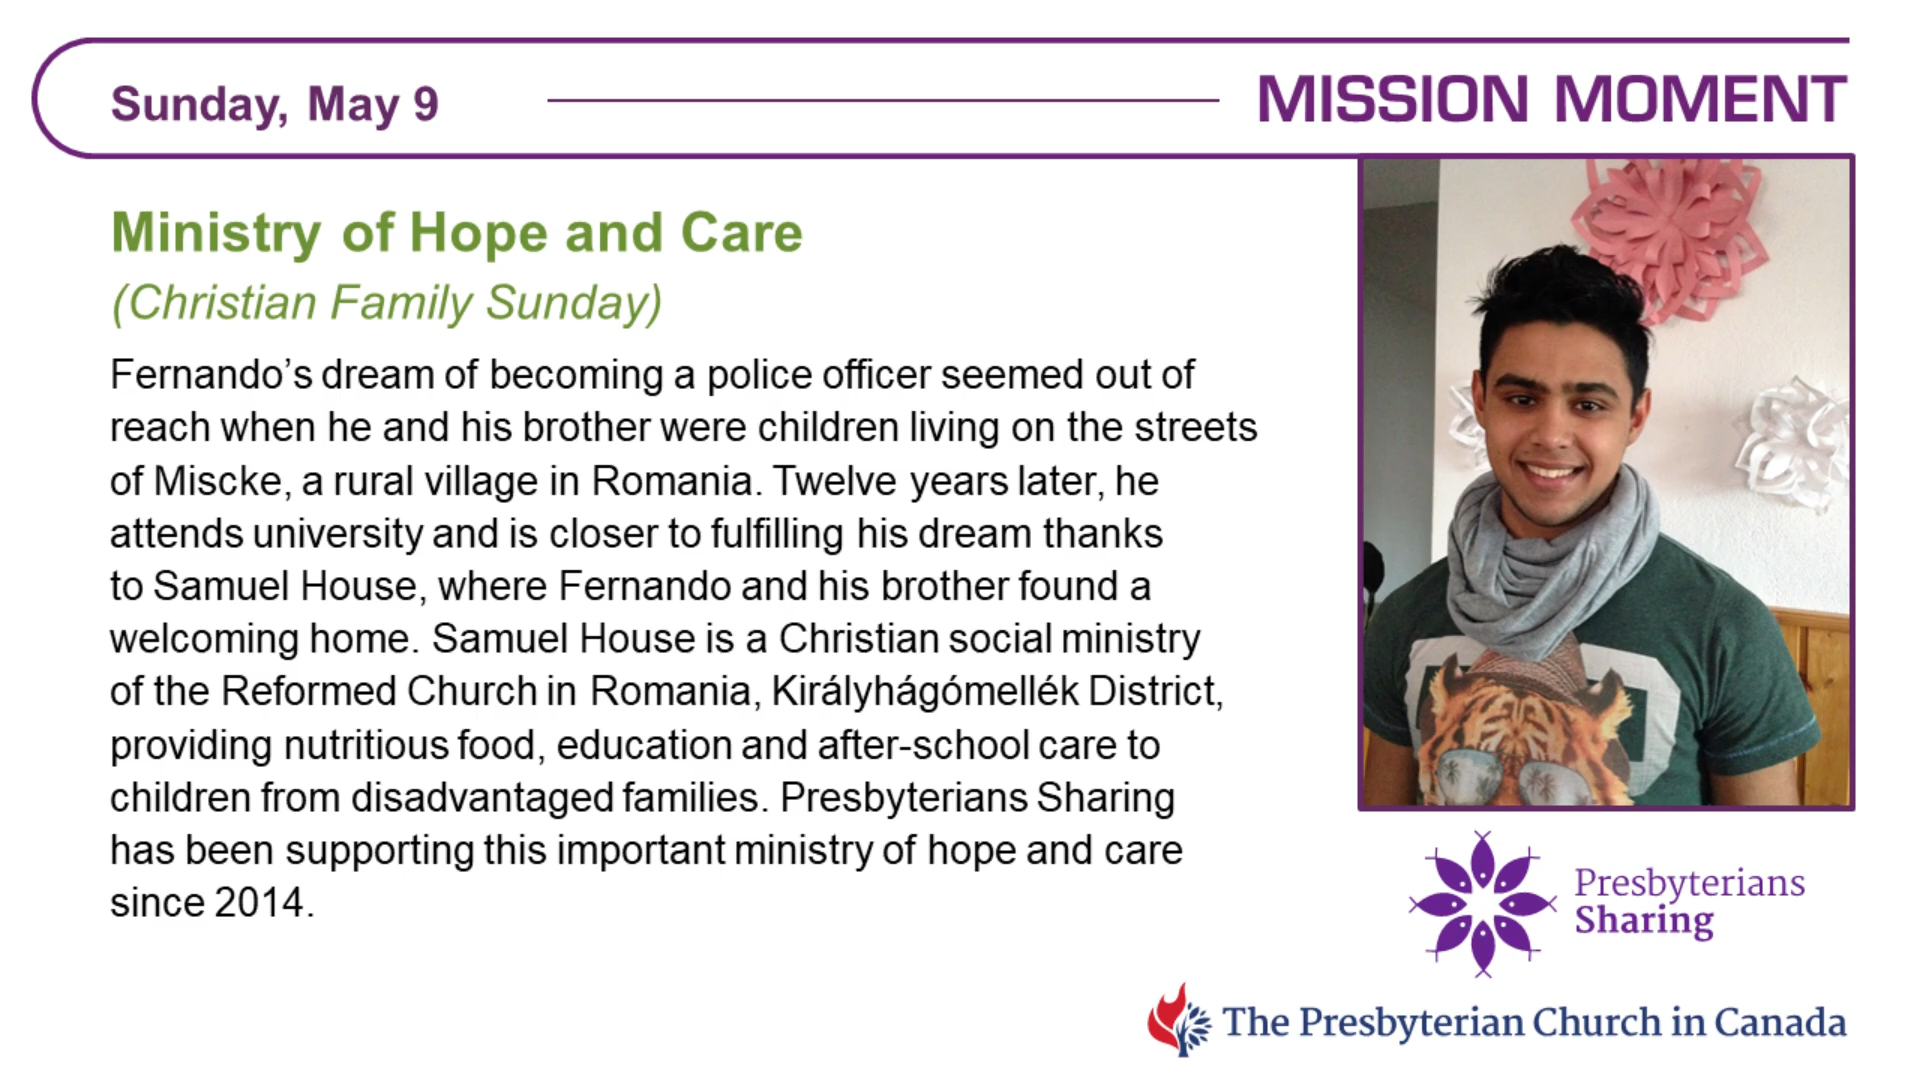 Sunday, May 9
MISSION MOMENT
Ministry of Hope and Care
(Christian Family Sunday)
Fernando’s dream of becoming a police officer seemed out of
reach when he and his brother were children living on the streets
of Miscke, a rural village in Romania. Twelve years later, he
attends university and is closer to fulfilling his dream thanks
to Samuel House, where Fernando and his brother found a
welcoming home. Samuel House is a Christian social ministry
of the Reformed Church in Romania, Királyhágómellék District,
providing nutritious food, education and after-school care to
children from disadvantaged families. Presbyterians Sharing
has been supporting this important ministry of hope and care
since 2014.
Presbyterians
Sharing
The Presbyterian Church in Canada